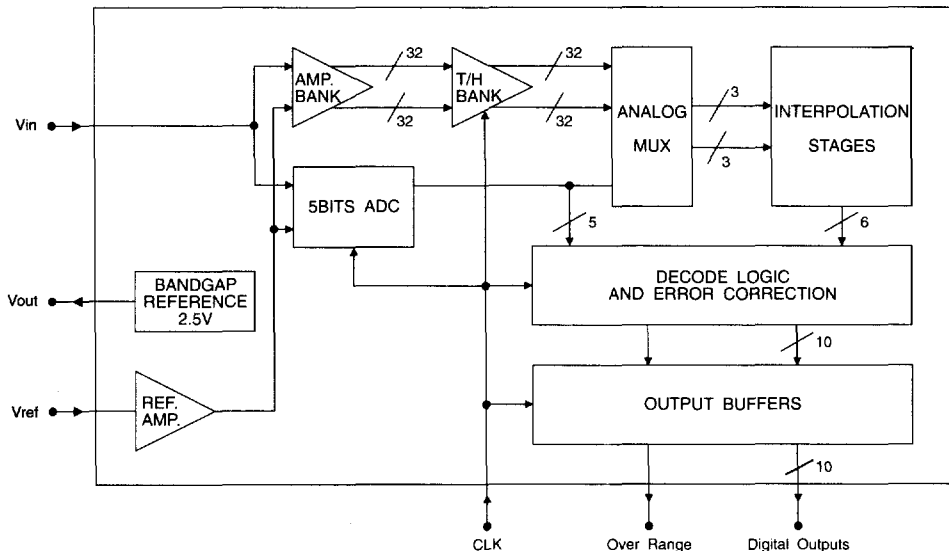 32
32
AMP.
BANK
T/H
BANK
32
32
ANALOG
MUX
3
3
INTERPOLATION
STAGES
Vin
5BITS ADC
5
6
BANDGAP
REFERENCE
2.5V
Vout
DECODE LOGIC
AND ERROR CORRECTION
10
Vref
REF.
AMP.
OUTPUT BUFFERS
10
CLK
Over Range
Digital Outputs